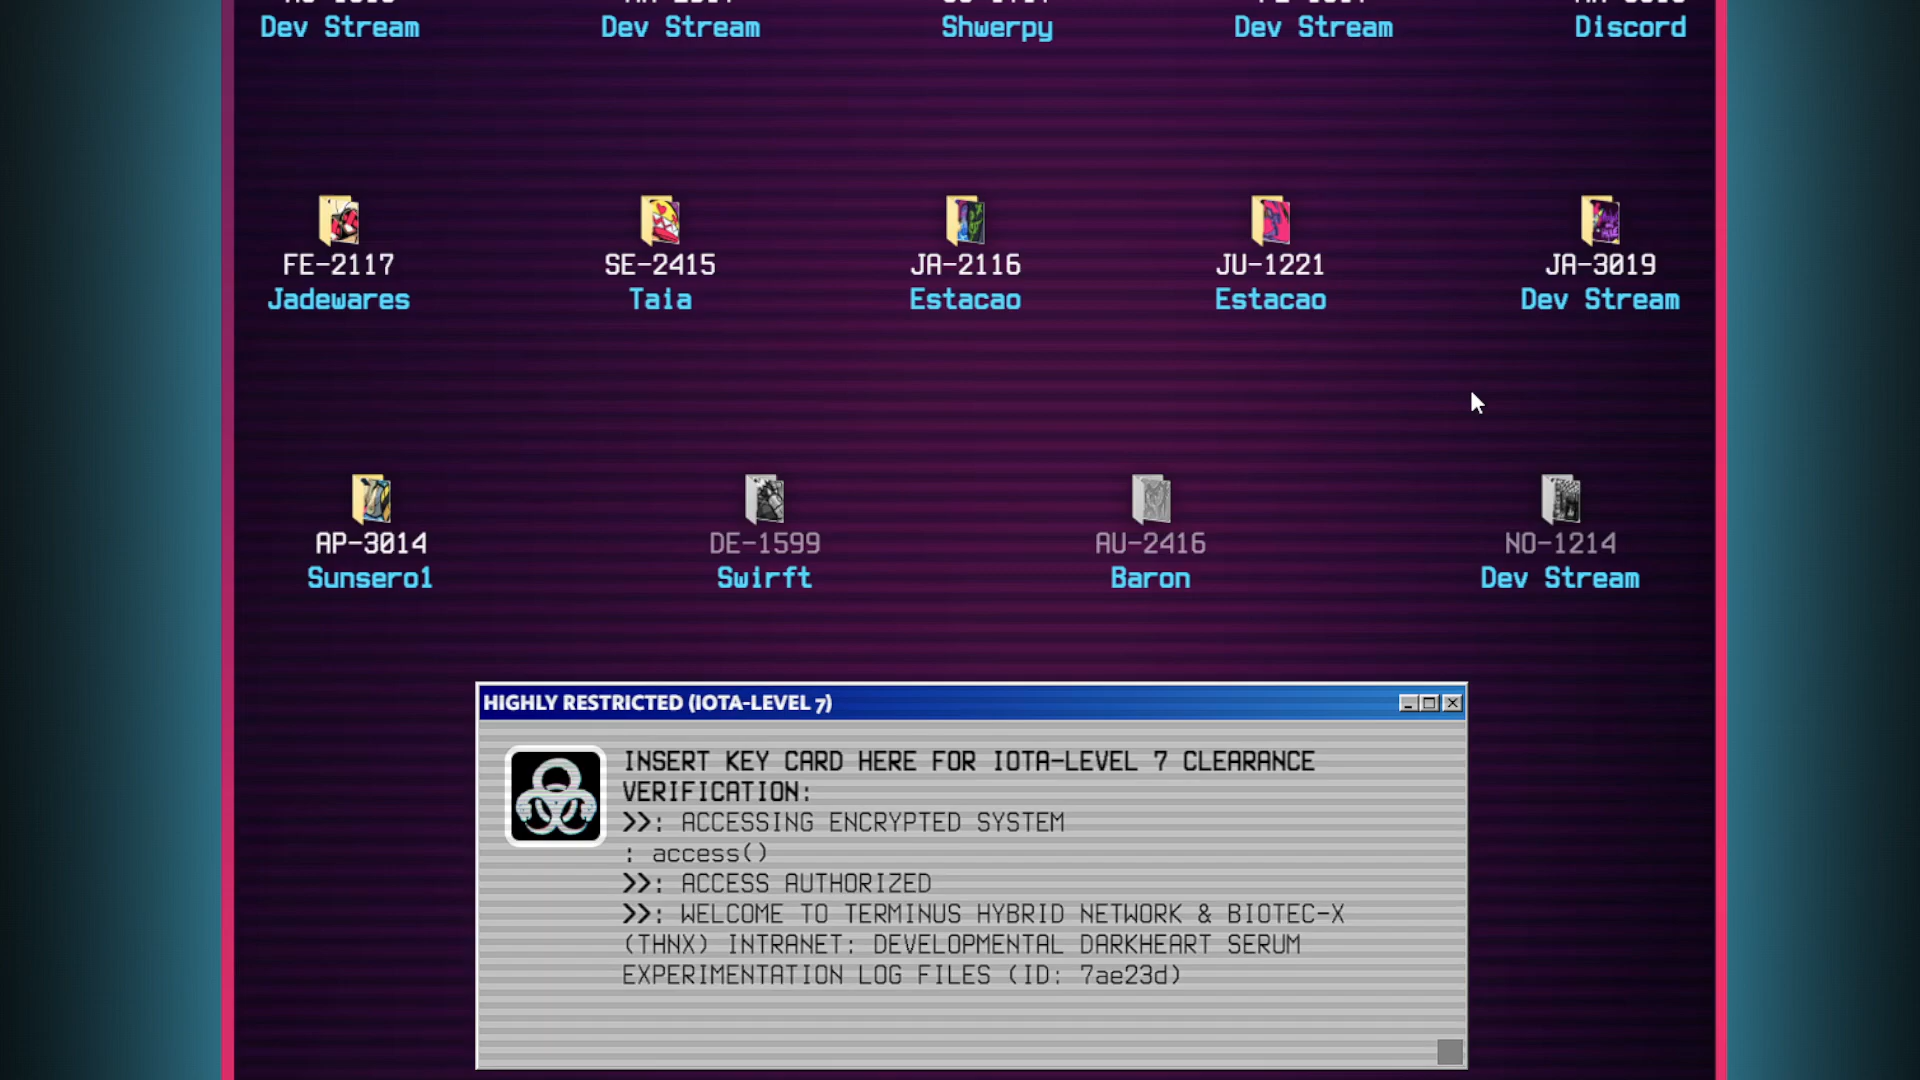 Dev Stream Dev Stream Shwerpy Dev Stream Discord
FE-2117 SE-2415 JA-2116 JU-1221 JA-3019
Jadewares Taia Estacao Estacao Dev Stream
AP-3014 DE-1599 AU-2416 NO-1214
Sunsero1 Swirft Baron Dev Stream
HIGHLY RESTRICTED (IOTA-LEVEL 7)
INSERT KEY CARD HERE FOR IOTA-LEVEL 7 CLEARANCE
VERIFICATION:
>>: ACCESSING ENCRYPTED SYSTEM
: access()
>>: ACCESS AUTHORIZED
>>: WELCOME TO TERMINUS HYBRID NETWORK & BIOTEC-X
(THNX) INTRANET: DEVELOPMENTAL DARKHEART SERUM
EXPERIMENTATION LOG FILES (ID: 7ae23d)